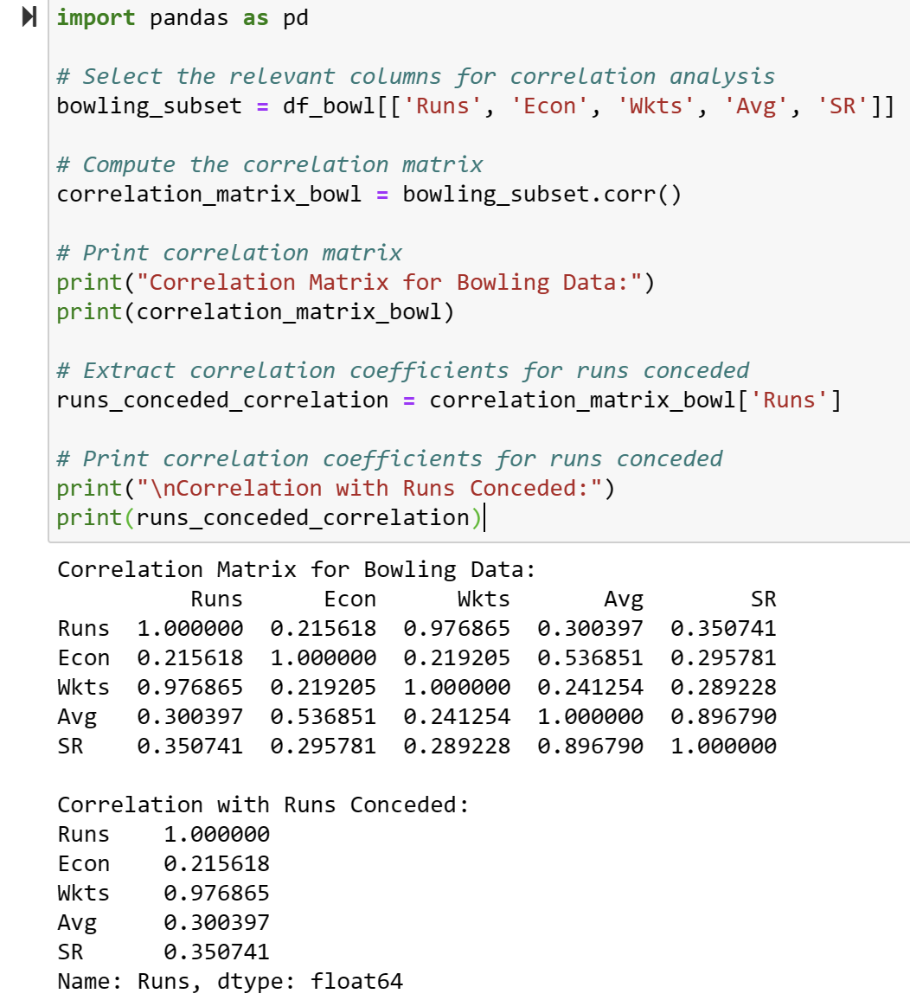 import pandas as pd
# Select the relevant columns for correlation analysis
bowling_subset = df_bowl[['Runs', 'Econ', 'Wkts', 'Avg', 'SR']]
# Compute the correlation matrix
correlation_matrix_bowl = bowling_subset.corr()
# Print correlation matrix
print("Correlation Matrix for Bowling Data:")
print(correlation_matrix_bowl)
# Extract correlation coefficients for runs conceded
runs_conceded_correlation = correlation_matrix_bowl['Runs']
# Print correlation coefficients for runs conceded
print("\nCorrelation with Runs Conceded:")
print(runs_conceded_correlation)
Correlation Matrix for Bowling Data:
Runs Econ Wkts Avg SR
Runs 1.000000 0.215618 0.976865 0.300397 0.350741
Econ 0.215618 1.000000 0.219205 0.536851 0.295781
Wkts 0.976865 0.219205 1.000000 0.241254 0.289228
Avg 0.300397 0.536851 0.241254 1.000000 0.896790
SR 0.350741 0.295781 0.289228 0.896790 1.000000
Correlation with Runs Conceded:
Runs 1.000000
Econ 0.215618
Wkts 0.976865
Avg 0.300397
SR 0.350741
Name: Runs, dtype: float64